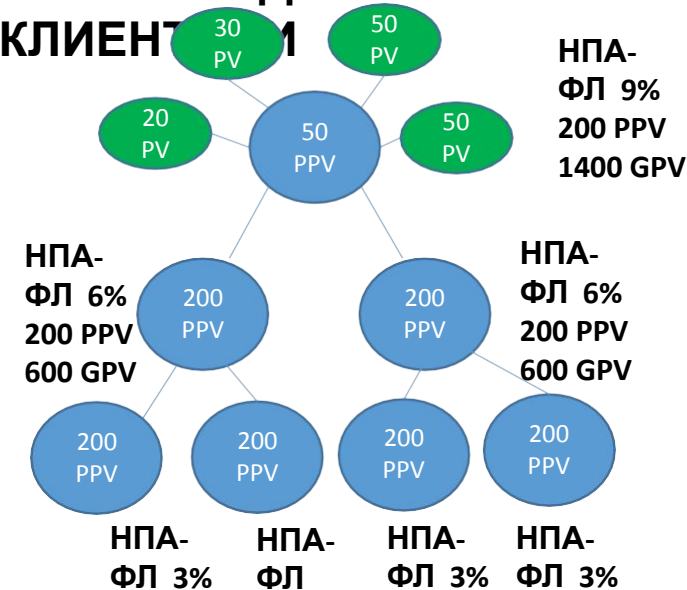 КЛИЕНТ
И
30
PV
50
PV
20
PV
50
PPV
50
PV
НПА-
ФЛ 9%
200 PPV
1400 GPV
НПА-
ФЛ 6%
200 PPV
600 GPV
200
PPV
200
PPV
НПА-
ФЛ 6%
200 PPV
600 GPV
200
PPV
200
PPV
200
PPV
200
PPV
НПА-
ФЛ 3%
НПА-
ФЛ
НПА-
ФЛ 3%
НПА-
ФЛ 3%